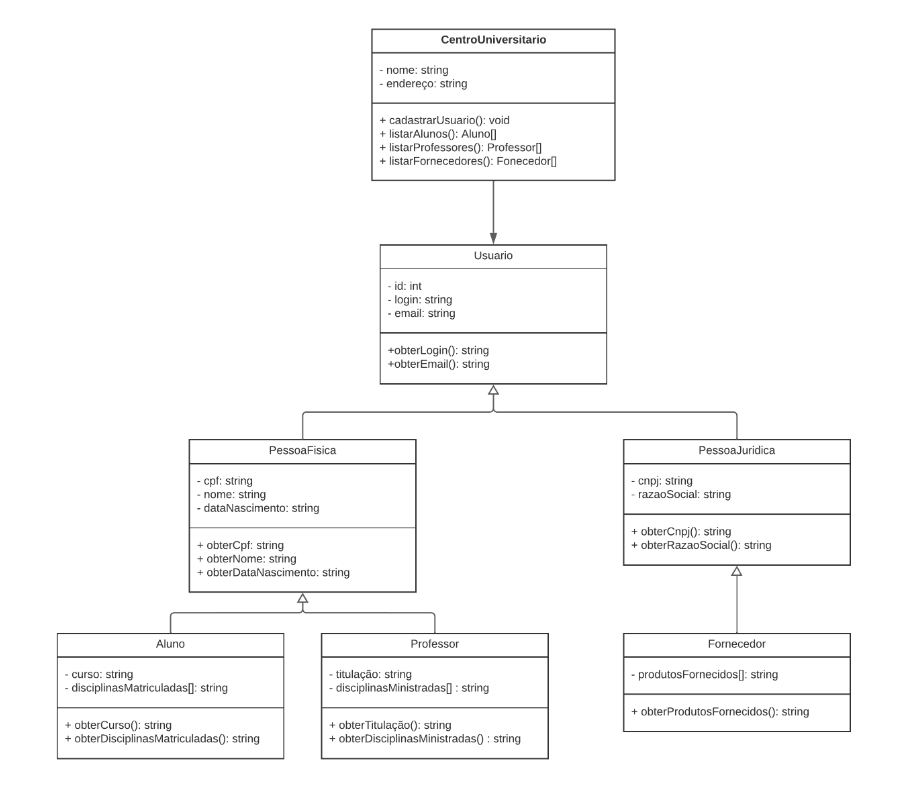 CentroUniversitario
- nome: string
- endereço: string
+ cadastrarUsuario(): void
+ listarAlunos(): Aluno[]
+ listarProfessores(): Professor[]
+ listarFornecedores(): Fonecedor[]
Usuario
- id: int
- login: string
- email: string
+obterLogin(): string
+obterEmail(): string
PessoaFisica
- cpf: string
- nome: string
- dataNascimento: string
+ obterCpf: string
+ obterNome: string
+ obterDataNascimento: string
PessoaJuridica
- cnpj: string
- razaoSocial: string
+ obterCnpj(): string
+ obterRazaoSocial(): string
Aluno
- curso: string
- disciplinasMatriculadas[]: string
+ obterCurso(): string
+ obterDisciplinasMatriculadas(): string
Professor
- titulação: string
- disciplinasMinistradas[] : string
+ obterTitulação(): string
+ obterDisciplinasMinistradas() : string
Fornecedor
- produtosFornecidos[]: string
+ obterProdutosFornecidos(): string